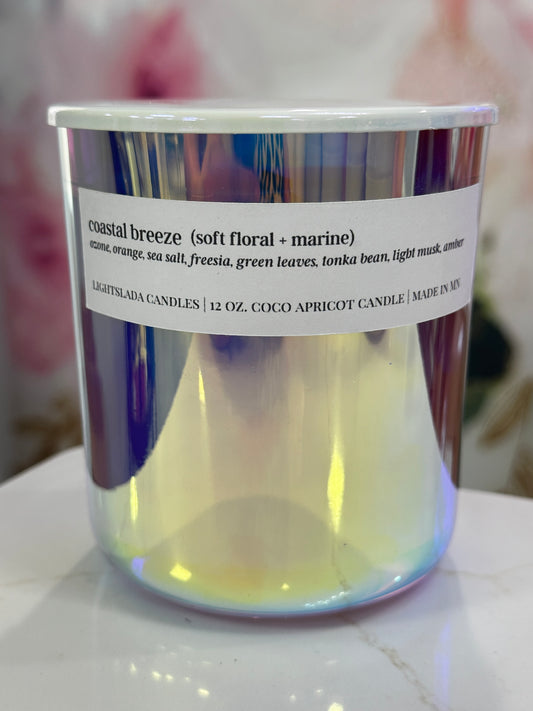 coastal breeze (soft floral + marine)
ozone, orange, sea salt, freesia, green leaves, tonka bean, light musk, amber
LIGHTSLADA CANDLES | 12 OZ. COCO APRICOT CANDLE | MADE IN MN